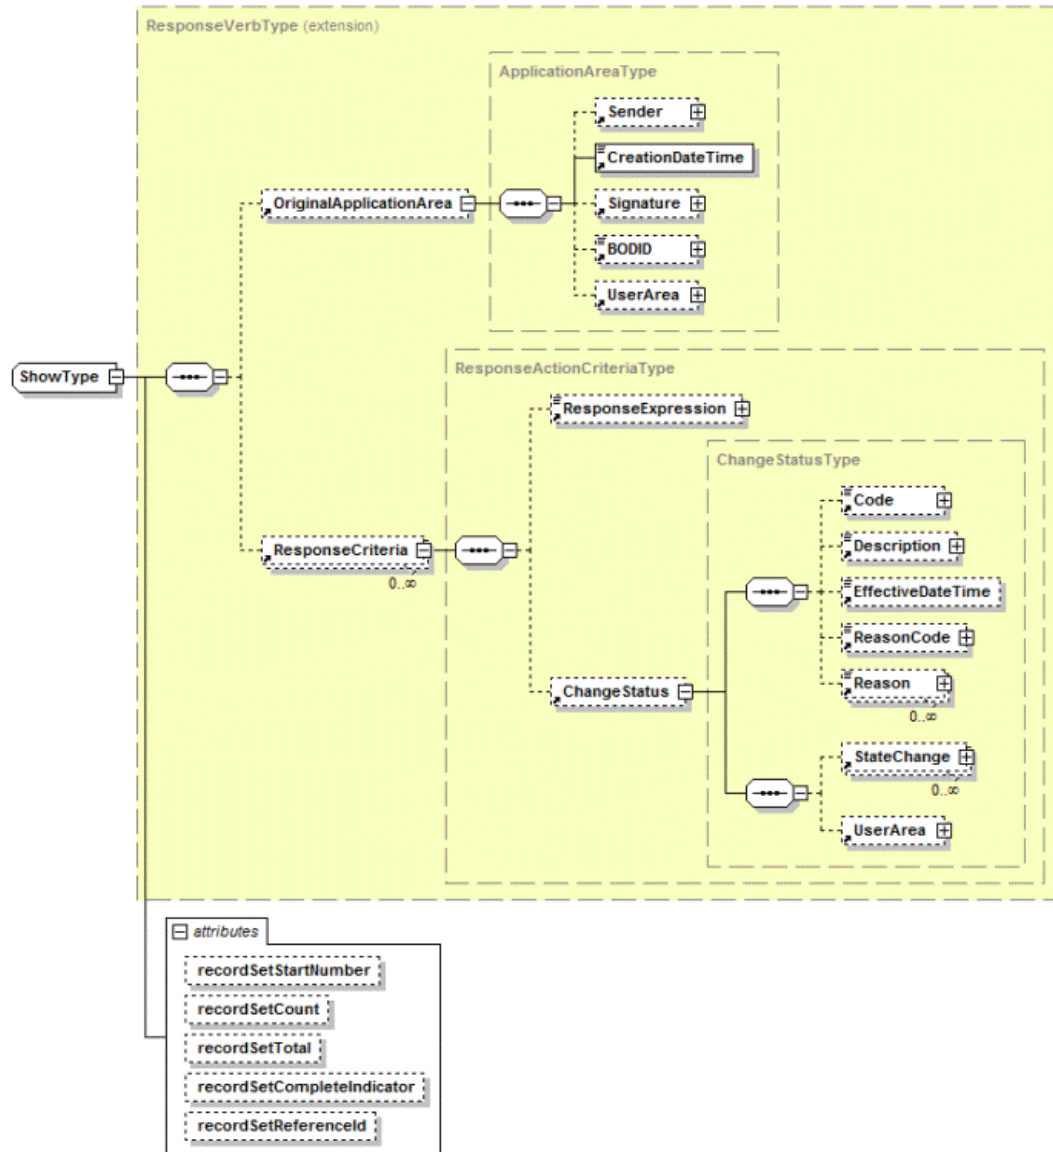 ResponseVerbType (extension)
ApplicationAreaType
Sender
CreationDateTime
OriginalApplicationArea
Signature
BODID
UserArea
ShowType
ResponseActionCriteriaType
ResponseExpression
ChangeStatusType
Code
Description
ResponseCriteria
0..∞
EffectiveDateTime
ReasonCode
ChangeStatus
Reason
0..∞
StateChange
0..∞
UserArea
attributes
recordSetStartNumber
recordSetCount
recordSetTotal
recordSetCompleteIndicator
recordSetReferenceId